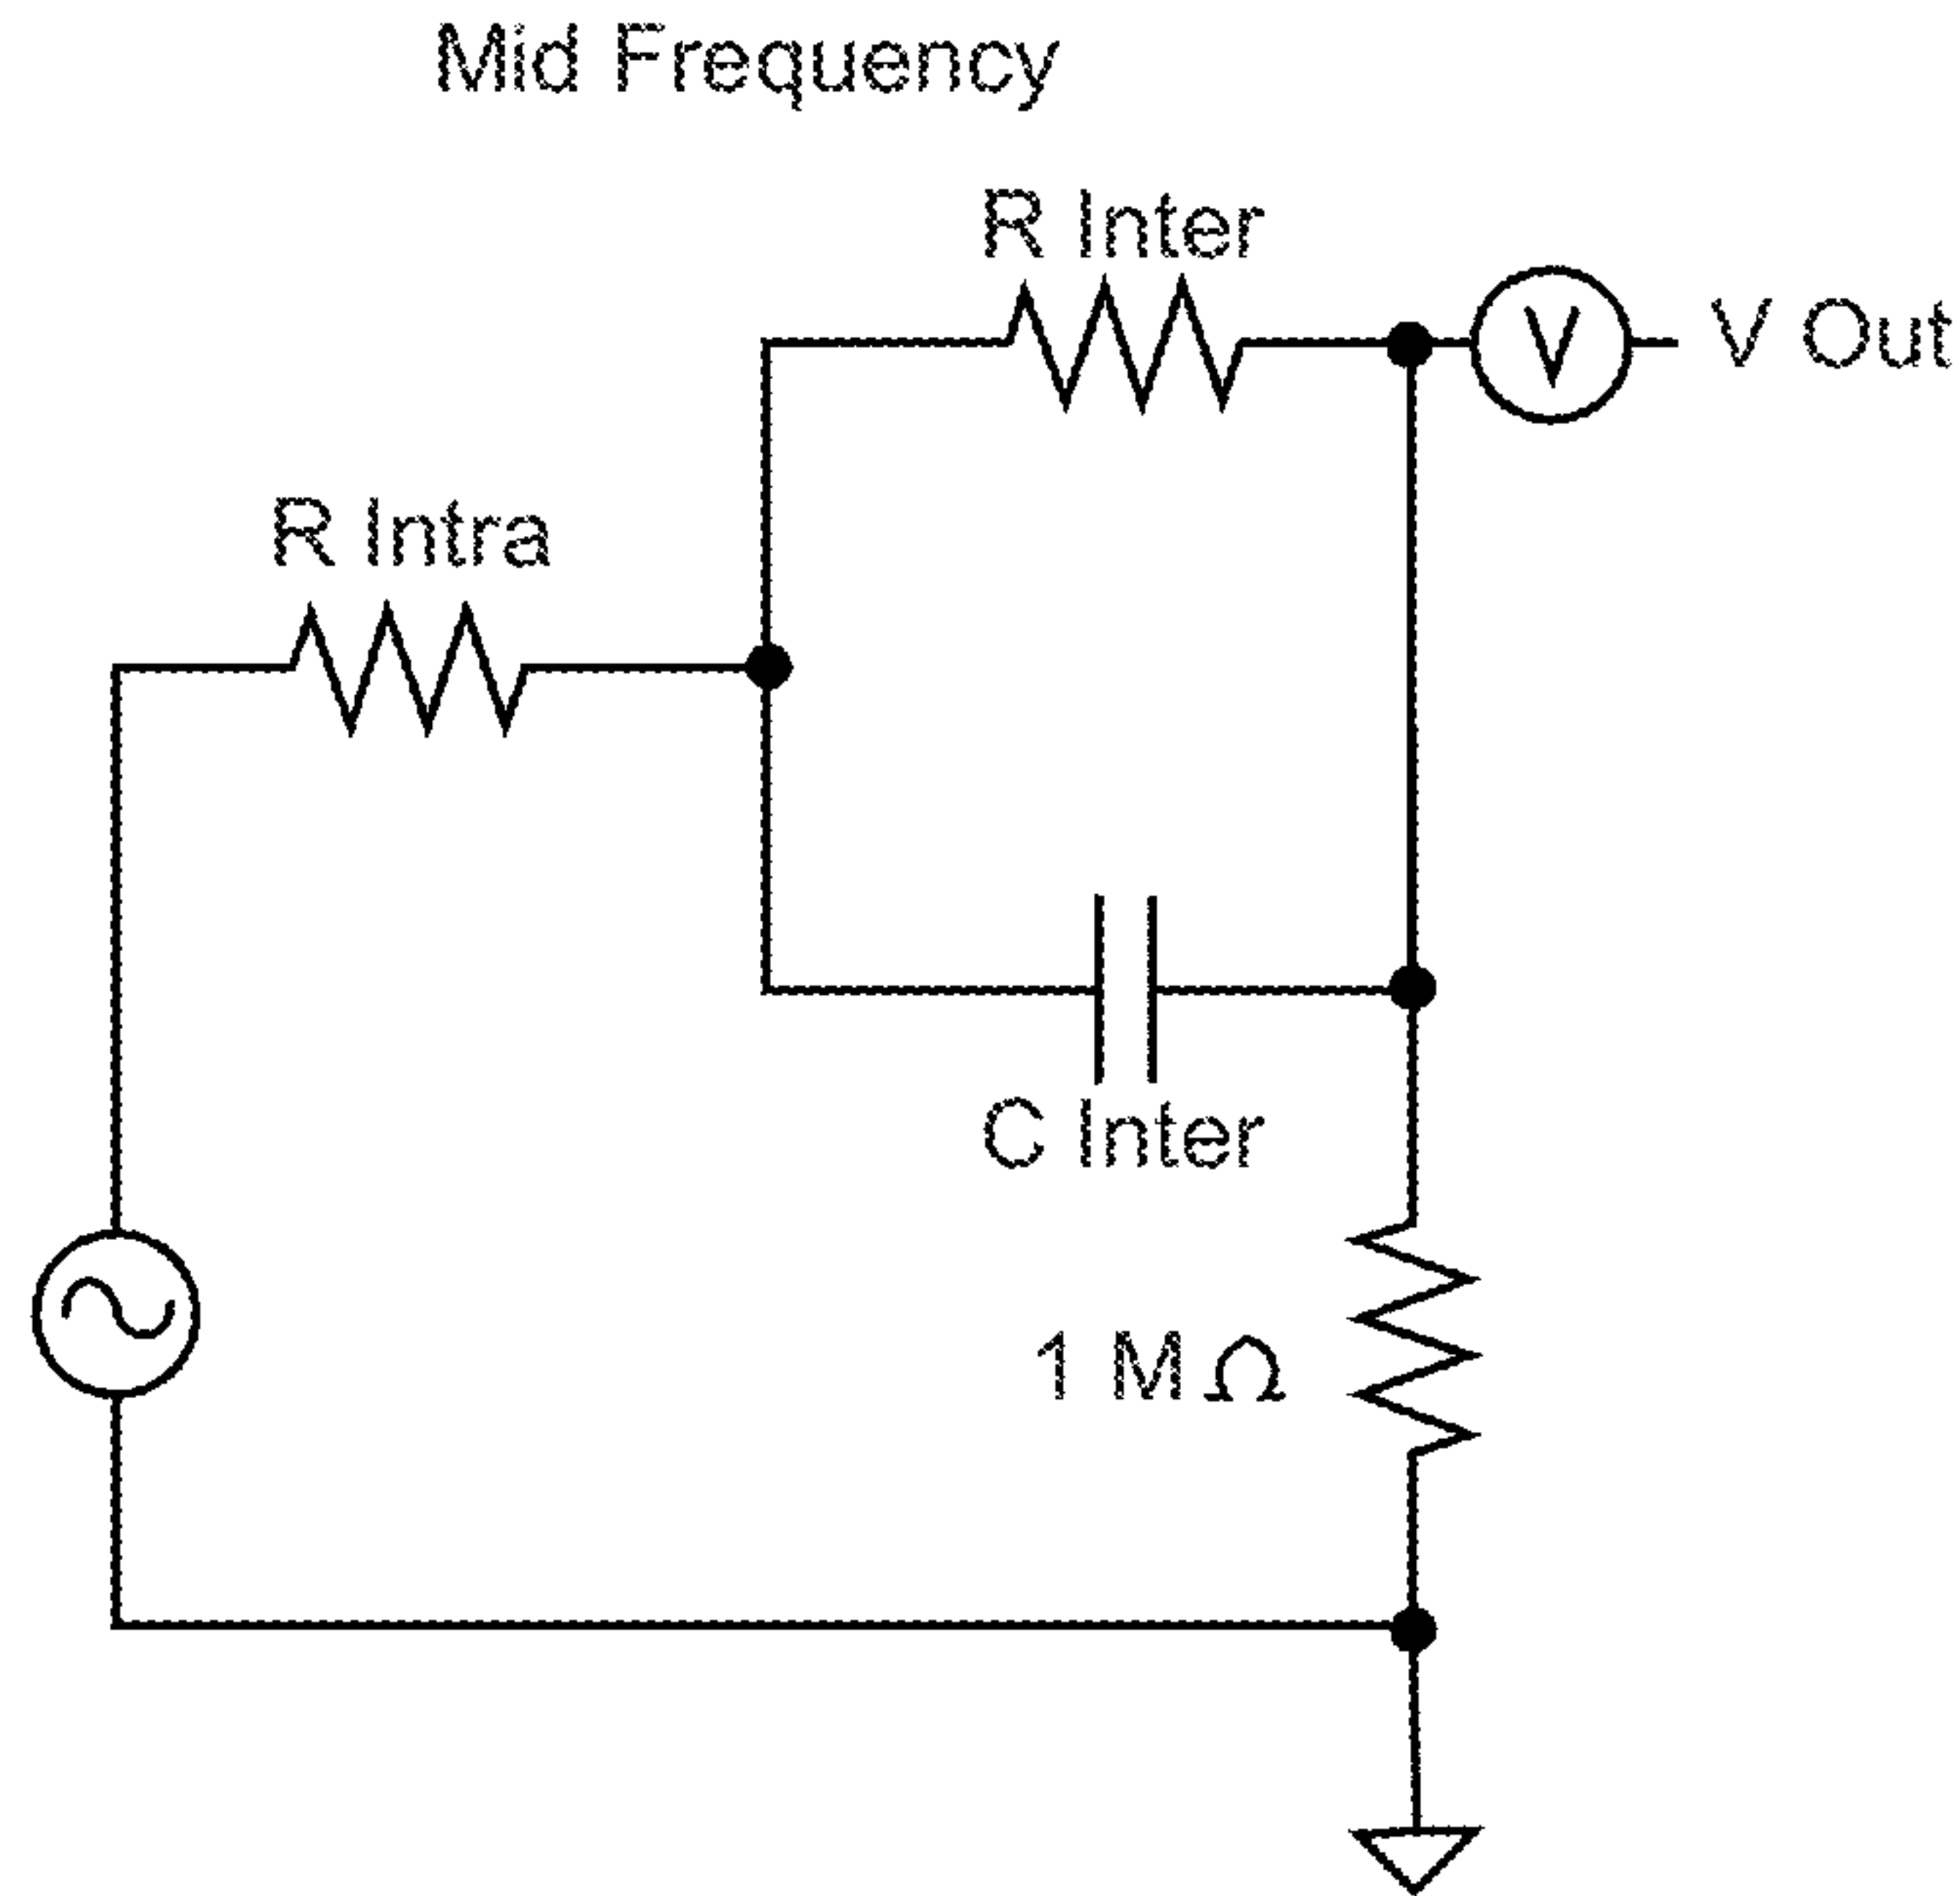 Mid Frequency
R Inter
V
V Out
R Intra
C Inter
1 MΩ